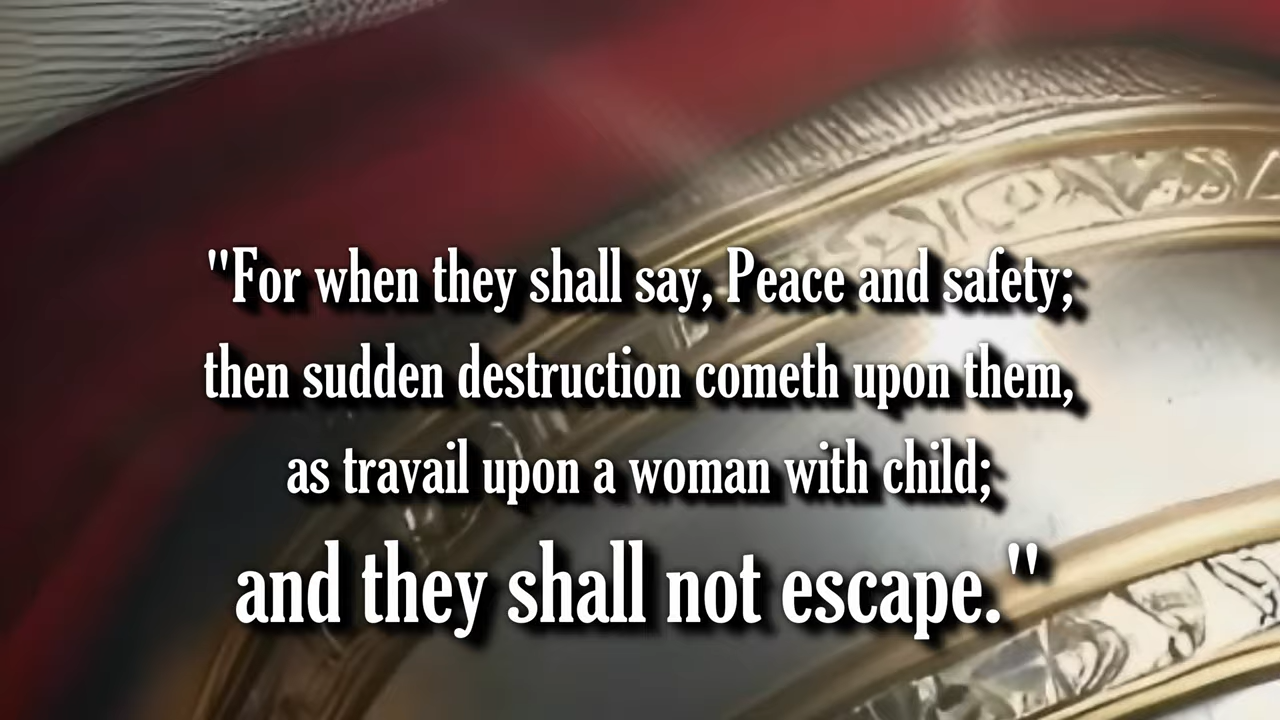 "For when they shall say, Peace and safety;
then sudden destruction cometh upon them,
as travail upon a woman with child;
and they shall not escape."